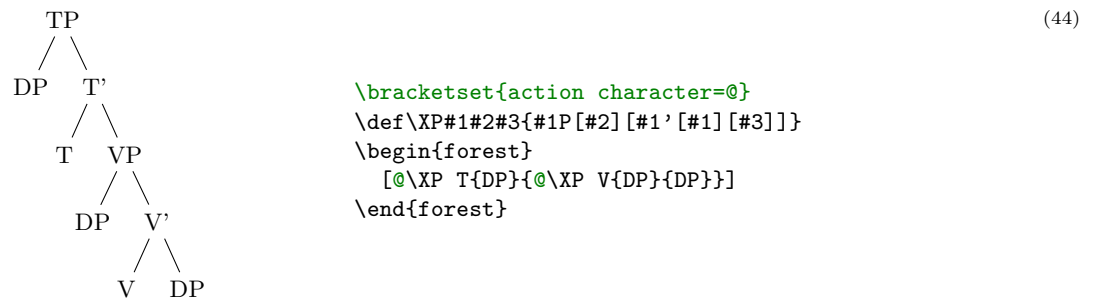 TP
(44)
DP T'
T VP
DP V'
V DP
\bracketset{action character=@}
\def\XP#1#2#3{#1P[#2][#1'[#1][#3]]}
\begin{forest}
[@\XP T{DP}{@\XP V{DP}{DP}}]
\end{forest}